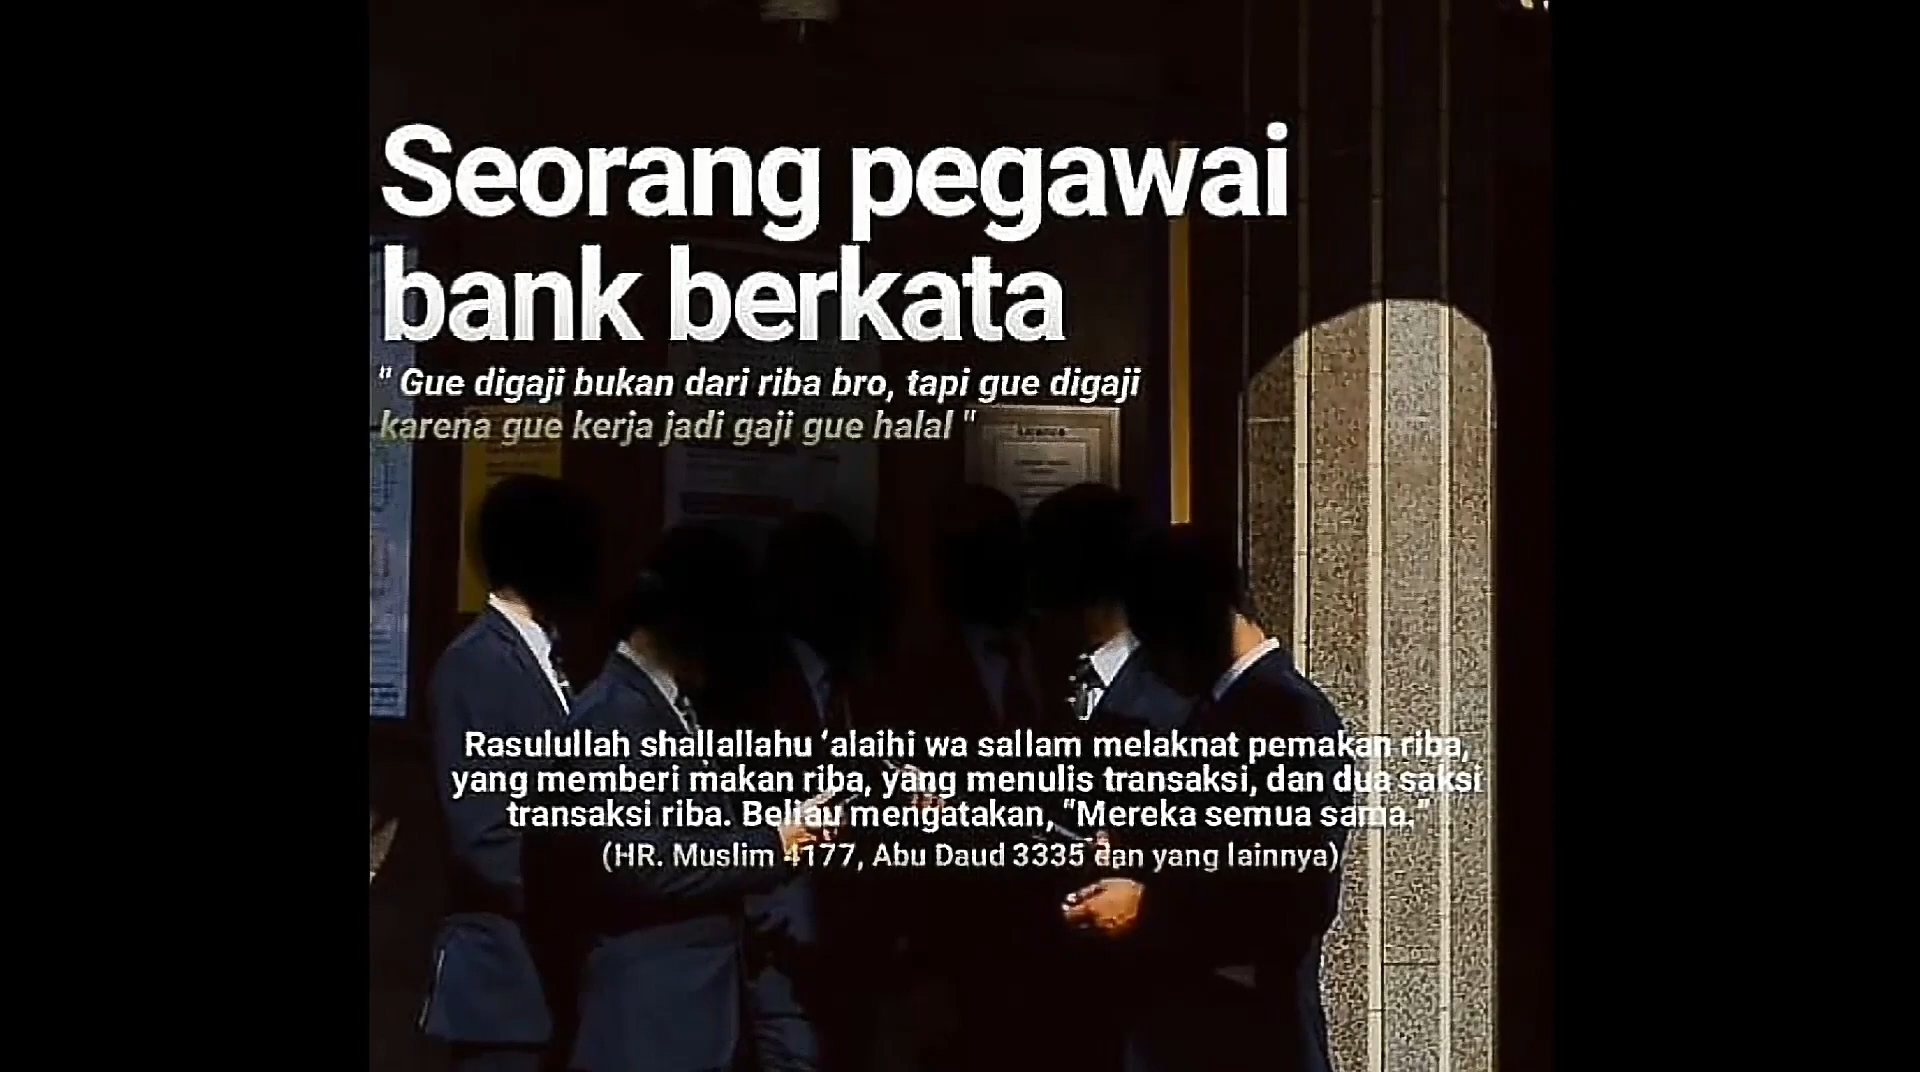 Seorang pegawai
bank berkata
" Gue digaji bukan dari riba bro, tapi gue digaji
karena gue kerja jadi gaji gue halal "
Rasulullah shallallahu ‘alaihi wa sallam melaknat pemakan riba,
yang memberi makan riba, yang menulis transaksi, dan dua saksi
transaksi riba. Beliau mengatakan, “Mereka semua sama.”
(HR. Muslim 4177, Abu Daud 3335 dan yang lainnya)